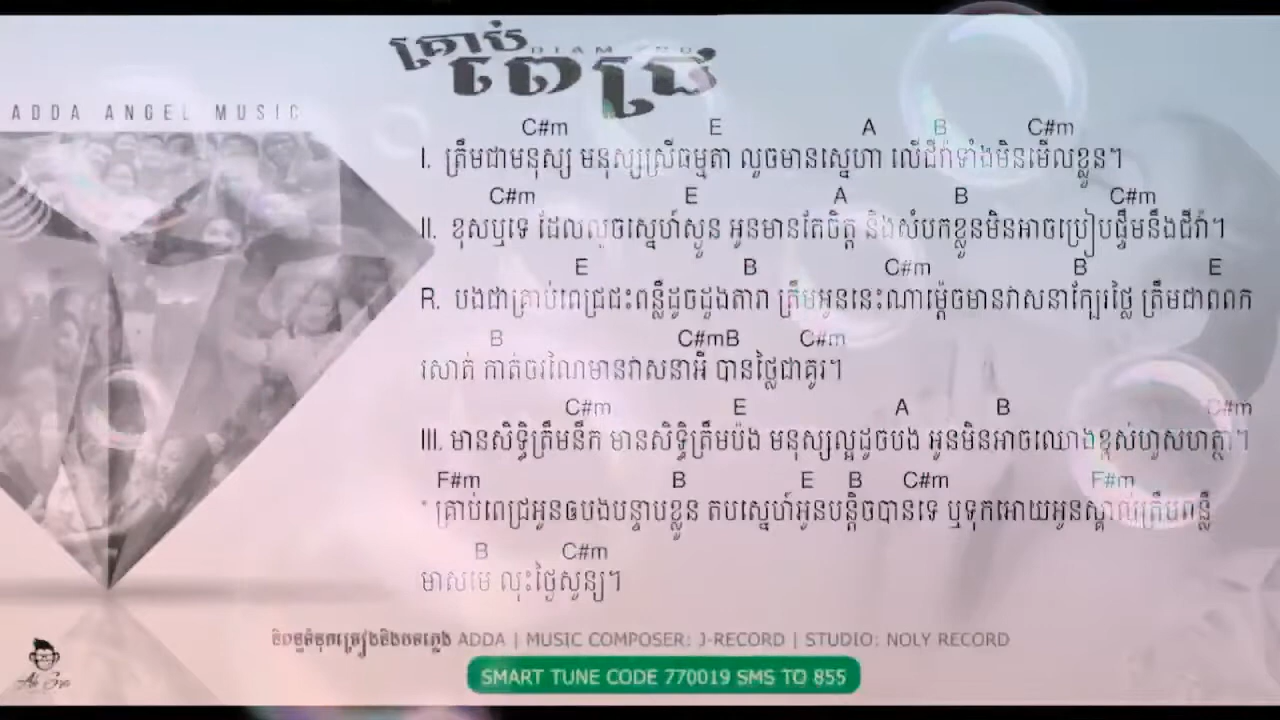 គ្រាប់
ពេជ្រ
ADDA ANGEL MUSIC
C#m E A B C#m
I. ត្រឹមជាមនុស្ស មនុស្សស្រីធម្មតា លួចមានស្នេហា លើជីវ៉ាទាំងមិនមើលខ្លួន។
C#m E A B C#m
II. ខុសឬទេ ដែលលួចស្នេហ៍ស្ងួន អូនមានតែចិត្ត និងសំបកខ្លួនមិនអាចប្រៀបផ្ទឹមនឹងជីវ៉ា។
E B C#m B E
R. បងជាគ្រាប់ពេជ្រជះពន្លឺដូចដួងតារា ត្រឹមអូននេះណាម្ដ៉េចមានវាសនាក្បែរថ្លៃ ត្រឹមជាពពក
B C#mB C#m
រសាត់ កាត់ចរណៃមានវាសនាអី បានថ្លៃជាគូរ។
C#m E A B C#m
III. មានសិទ្ធិត្រឹមនឹក មានសិទ្ធិត្រឹមប៉ង មនុស្សល្អដូចបង អូនមិនអាចឈោងខ្ពស់ហួសហត្ថា។
F#m B E B C#m F#m
* គ្រាប់ពេជ្រអូនឲបងបន្ទាបខ្លួន តបស្នេហ៍អូនបន្តិចបានទេ ឬទុកអោយអូនស្គាល់ត្រឹមពន្លឺ
B C#m
មាសមេ លុះថ្ងៃសូន្យ។
ADDA | MUSIC COMPOSER: J-RECORD | STUDIO: NOLY RECORD
SMART TUNE CODE 770019 SMS TO 855